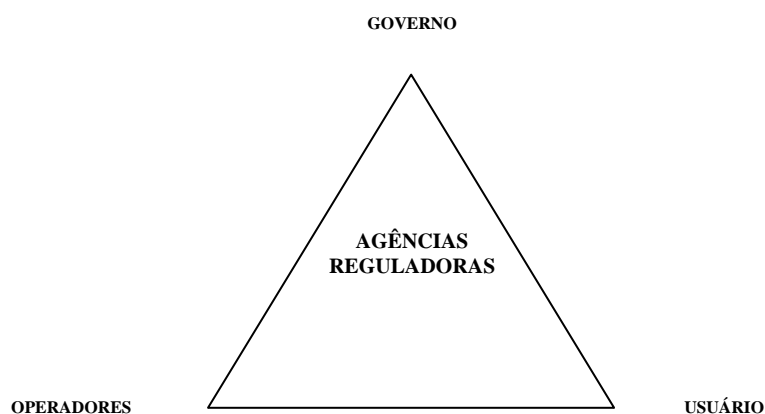 GOVERNO
AGÊNCIAS
REGULADORAS
OPERADORES
USUÁRIO